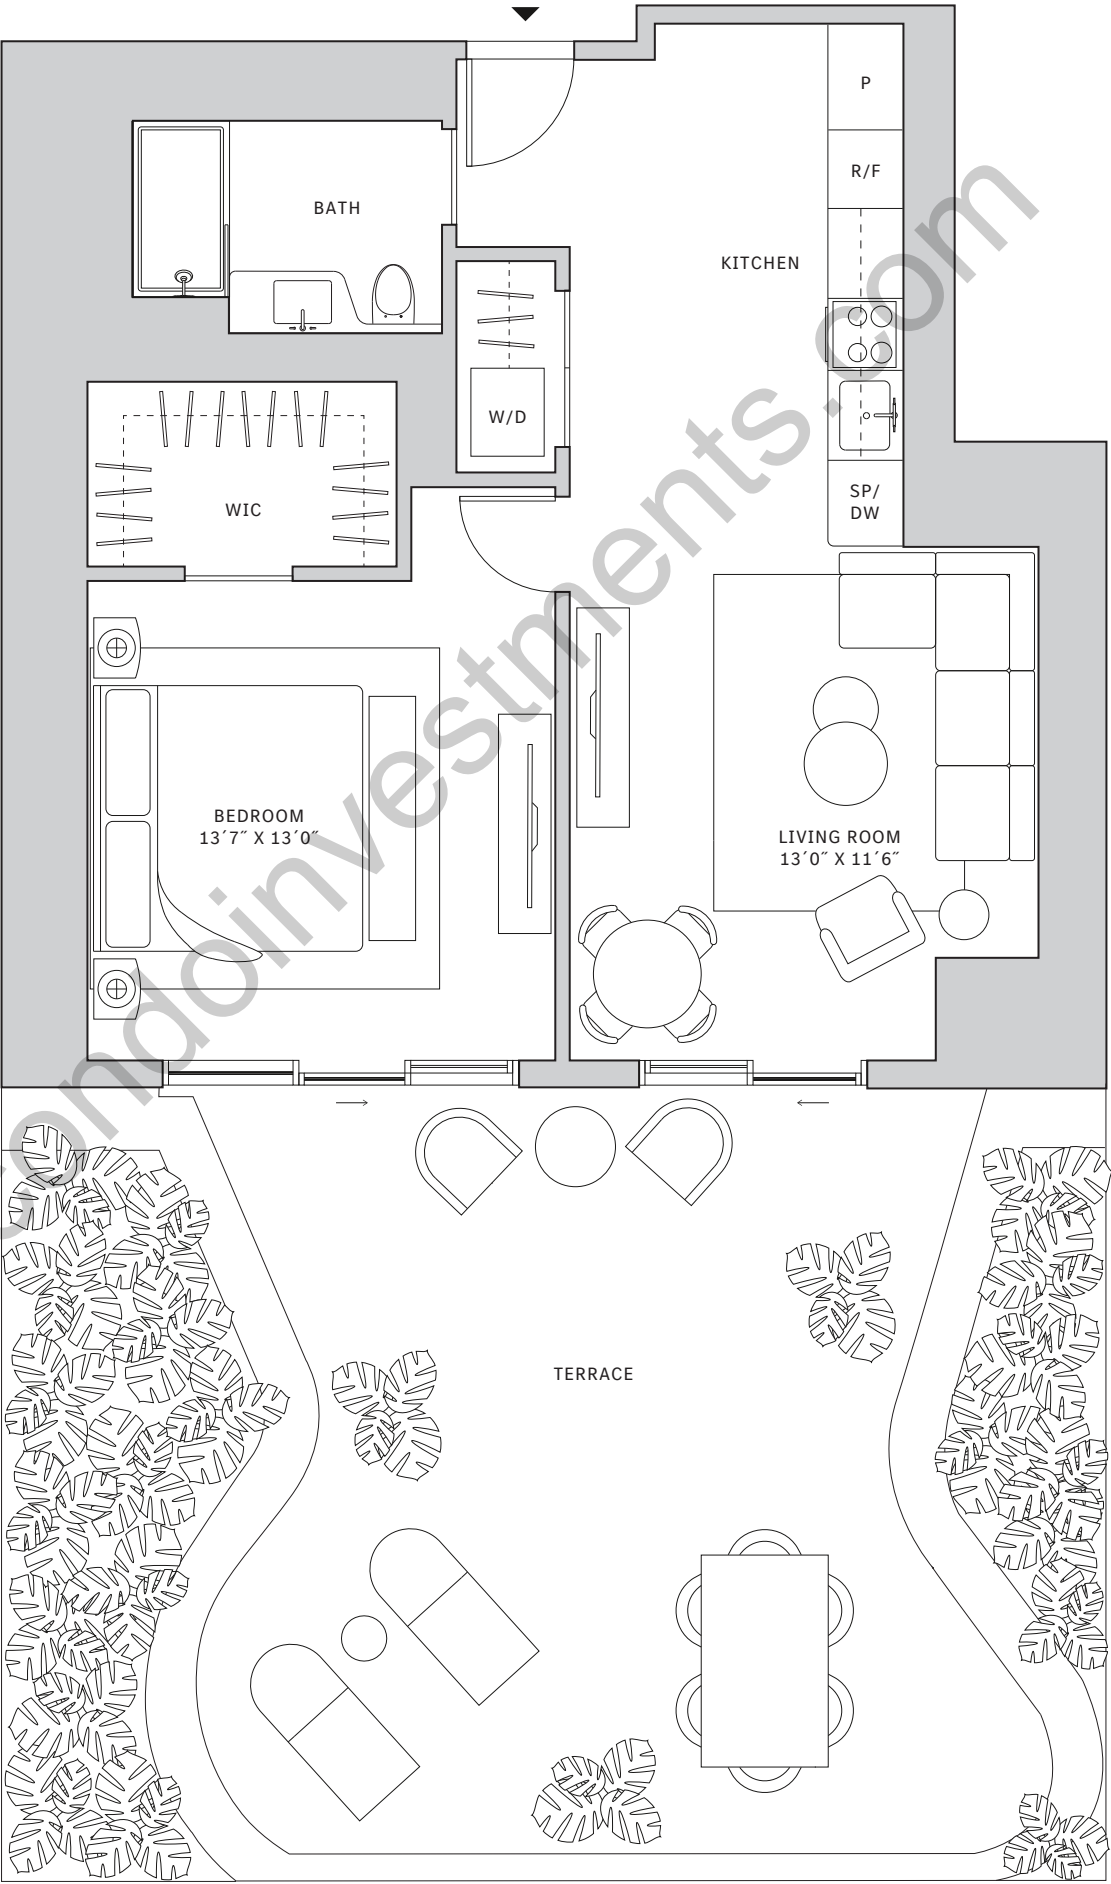 P
R/F
BATH
KITCHEN
W/D
SP/
DW
WIC
BEDROOM
13´7˝ X 13´0˝
LIVING ROOM
13´0˝ X 11´6˝
TERRACE
condoinvestments.com